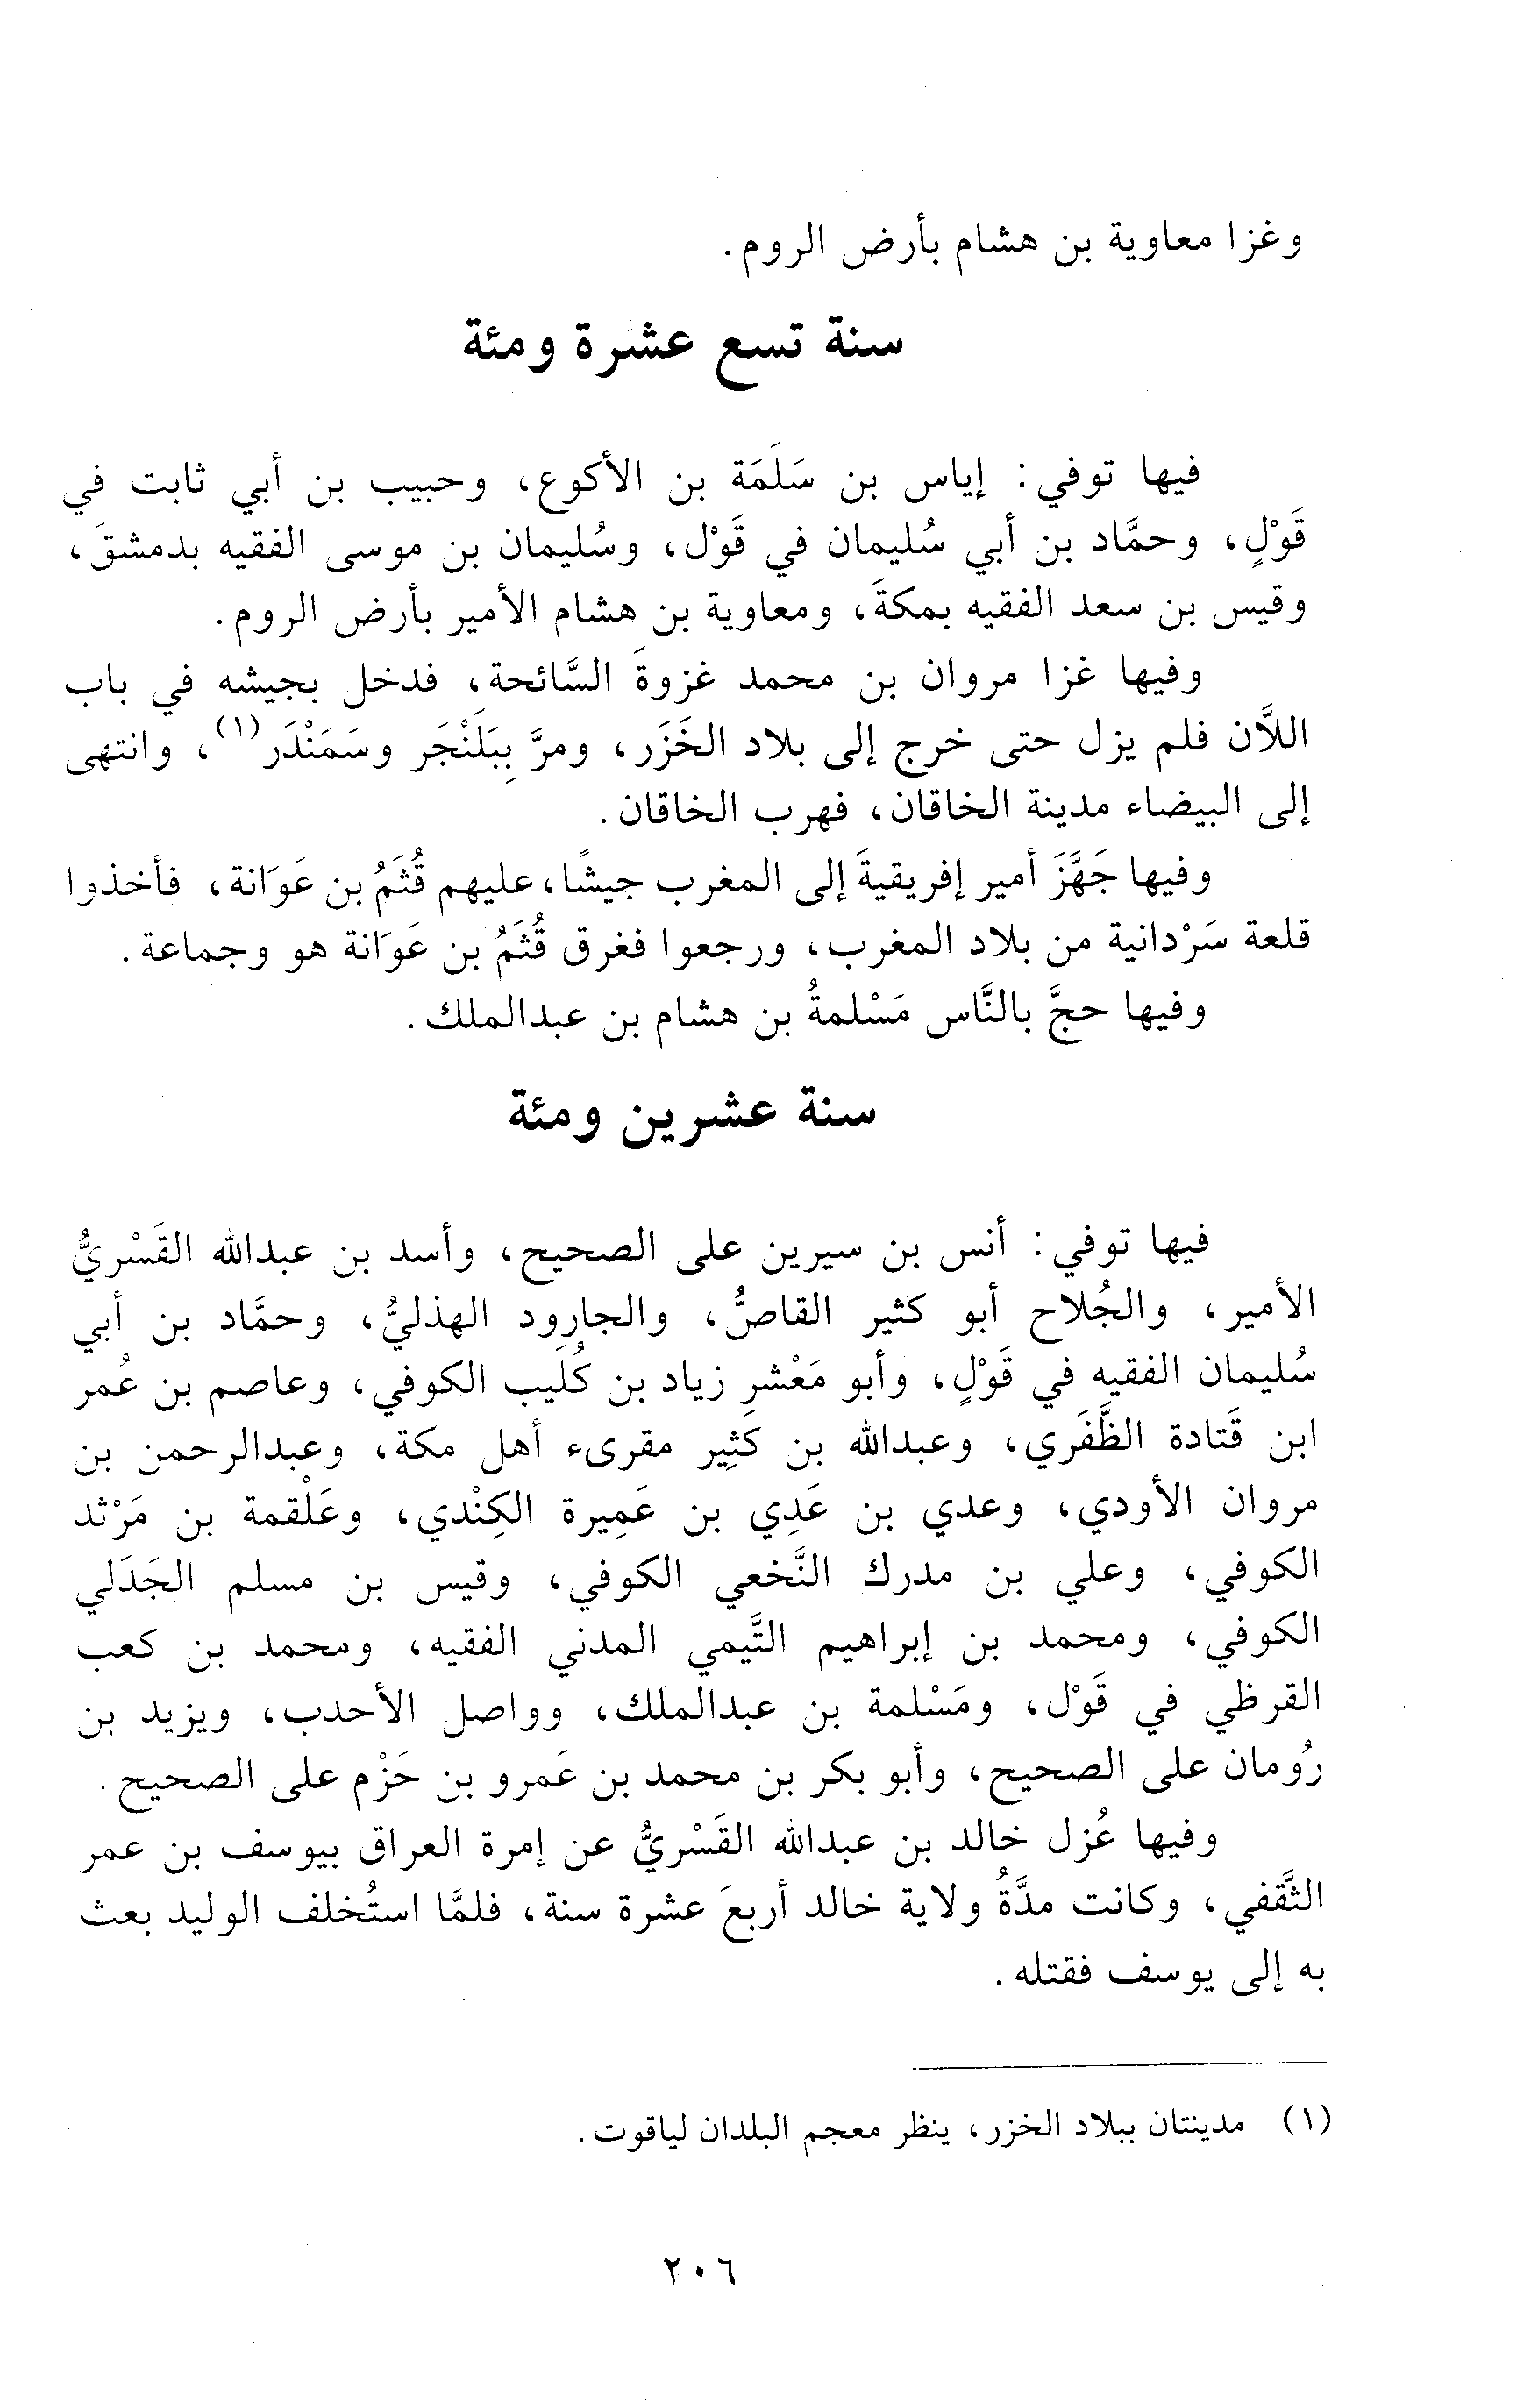 وغزا معاوية بن هشام بأرض الروم.
سنة تسع عشرة ومئة
فيها توفي: إياس بن سَلَمَة بن الأكوع، وحبيب بن أبي ثابت في
قَوْلٍ، وحمَّاد بن أبي سُليمان في قَوْل، وسُليمان بن موسى الفقيه بدمشقَ،
وقيس بن سعد الفقيه بمكةَ، ومعاوية بن هشام الأمير بأرض الروم.
وفيها غزا مروان بن محمد غزوةَ السَّائحة، فدخل بجيشه في باب
اللَّان فلم يزل حتى خرج إلى بلاد الخَزَر، ومرَّ بِبَلَنْجَر وسَمَنْدَر(١)، وانتهى
إلى البيضاء مدينة الخاقان، فهرب الخاقان.
وفيها جَهَّزَ أمير إفريقيةَ إلى المغرب جيشًا، عليهم قُثَمُ بن عَوَانة، فأخذوا
قلعة سَرْدانية من بلاد المغرب، ورجعوا فغرق قُثَمُ بن عَوَانة هو وجماعة.
وفيها حجَّ بالنَّاس مَسْلمةُ بن هشام بن عبدالملك.
سنة عشرين ومئة
فيها توفي: أنس بن سيرين على الصحيح، وأسد بن عبدالله القَسْريُّ
الأمير، والجُلاح أبو كثير القاصُّ، والجارود الهذليُّ، وحمَّاد بن أبي
سُليمان الفقيه في قَوْلٍ، وأبو مَعْشرِ زياد بن كُليب الكوفي، وعاصم بن عُمر
ابن قَتادة الظَّفَري، وعبدالله بن كَثِير مقرىء أهل مكة، وعبدالرحمن بن
مروان الأودي، وعدي بن عَدِي بن عَمِيرة الكِنْدي، وعَلْقمة بن مَرْثد
الكوفي، وعلي بن مدرك النَّخعي الكوفي، وقيس بن مسلم الجَدَلي
الكوفي، ومحمد بن إبراهيم التَّيمي المدني الفقيه، ومحمد بن كعب
القرظي في قَوْل، ومَسْلمة بن عبدالملك، وواصل الأحدب، ويزيد بن
رُومان على الصحيح، وأبو بكر بن محمد بن عَمرو بن حَزْم على الصحيح.
وفيها عُزل خالد بن عبدالله القَسْريُّ عن إمرة العراق بيوسف بن عمر
الثَّقفي، وكانت مدَّةُ ولاية خالد أربعَ عشرة سنة، فلمَّا استُخلف الوليد بعث
به إلى يوسف فقتله.
(١) مدينتان ببلاد الخزر، ينظر معجم البلدان لياقوت.
٢٠٦